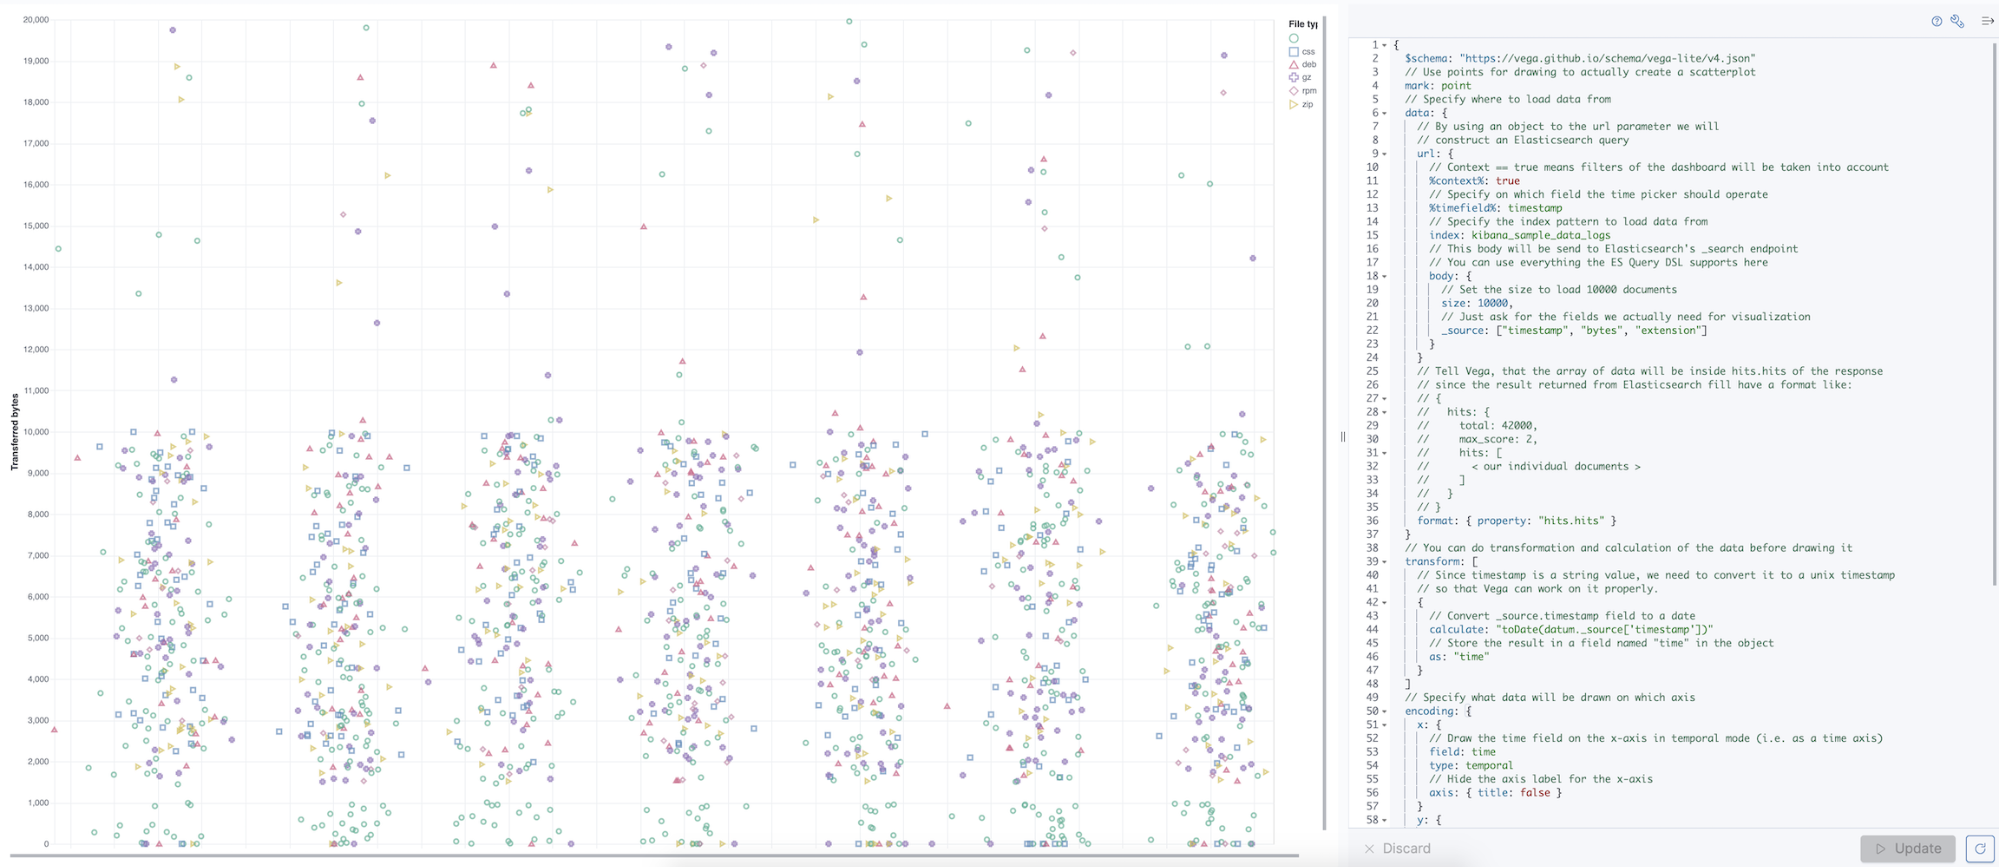 20,000
19,000
18,000
17,000
16,000
15,000
14,000
13,000
12,000
11,000
10,000
9,000
8,000
7,000
6,000
5,000
4,000
3,000
2,000
1,000
0
Transferred bytes
File typ
css
deb
gz
rpm
zip
1 {
2 $schema: "https://vega.github.io/schema/vega-lite/v4.json"
3 // Use points for drawing to actually create a scatterplot
4 mark: point
5 // Specify where to load data from
6 data: {
7 // By using an object to the url parameter we will
8 // construct an Elasticsearch query
9 url: {
10 // Context == true means filters of the dashboard will be taken into account
11 %context%: true
12 // Specify on which field the time picker should operate
13 %timefield%: timestamp
14 // Specify the index pattern to load data from
15 index: kibana_sample_data_logs
16 // This body will be send to Elasticsearch's _search endpoint
17 // You can use everything the ES Query DSL supports here
18 body: {
19 // Set the size to load 10000 documents
20 size: 10000,
21 // Just ask for the fields we actually need for visualization
22 _source: ["timestamp", "bytes", "extension"]
23 }
24 }
25 // Tell Vega, that the array of data will be inside hits.hits of the response
26 // since the result returned from Elasticsearch fill have a format like:
27 // {
28 // hits: {
29 // total: 42000,
30 // max_score: 2,
31 // hits: [
32 // < our individual documents >
33 // ]
34 // }
35 // }
36 format: { property: "hits.hits" }
37 }
38 // You can do transformation and calculation of the data before drawing it
39 transform: [
40 // Since timestamp is a string value, we need to convert it to a unix timestamp
41 // so that Vega can work on it properly.
42 {
43 // Convert _source.timestamp field to a date
44 calculate: "toDate(datum._source['timestamp'])"
45 // Store the result in a field named "time" in the object
46 as: "time"
47 }
48 ]
49 // Specify what data will be drawn on which axis
50 encoding: {
51 x: {
52 // Draw the time field on the x-axis in temporal mode (i.e. as a time axis)
53 field: time
54 type: temporal
55 // Hide the axis label for the x-axis
56 axis: { title: false }
57 }
58 y: {
Discard
Update